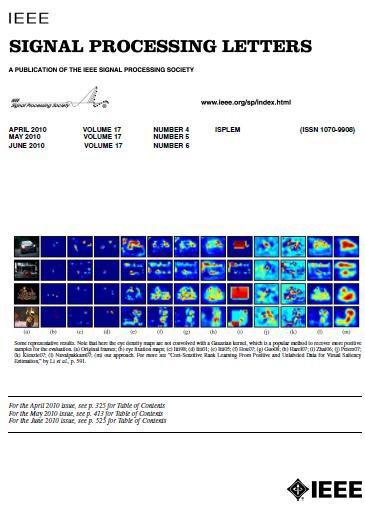 IEEE
SIGNAL PROCESSING LETTERS
A PUBLICATION OF THE IEEE SIGNAL PROCESSING SOCIETY
IEEE
Signal Processing Society
www.ieee.org/sp/index.html
APRIL 2010 VOLUME 17 NUMBER 4 ISPLEM (ISSN 1070-9908)
MAY 2010 VOLUME 17 NUMBER 5
JUNE 2010 VOLUME 17 NUMBER 6
(a) (b) (c) (d) (e) (f) (g) (h) (i) (j) (k) (l) (m)
Some representative results. Note that here the eye density maps are not convolved with a Gaussian kernel, which is a popular method to recover more positive
samples for the evaluation. (a) Original frames; (b) eye fixation maps; (c) Itti98; (d) Itti01; (e) Itti05; (f) Hou07; (g) Guo08; (h) Harel07; (i) Zhai06; (j) Peters07;
(k) Kienzle07; (l) Navalpakkam07; (m) our approach. For more see "Cost-Sensitive Rank Learning From Positive and Unlabeled Data for Visual Saliency
Estimation," by Li et al., p. 591.
For the April 2010 issue, see p. 325 for Table of Contents
For the May 2010 issue, see p. 413 for Table of Contents
For the June 2010 issue, see p. 525 for Table of Contents
IEEE